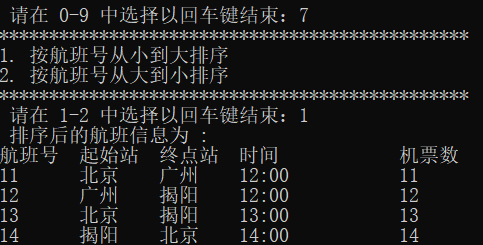 请在 0-9 中选择以回车键结束：7
***********************************************
1. 按航班号从小到大排序
2. 按航班号从大到小排序
***********************************************
请在 1-2 中选择以回车键结束：1
排序后的航班信息为 :
航班号 起始站 终点站 时间 机票数
11 北京 广州 12:00 11
12 广州 揭阳 12:00 12
13 北京 揭阳 13:00 13
14 揭阳 北京 14:00 14